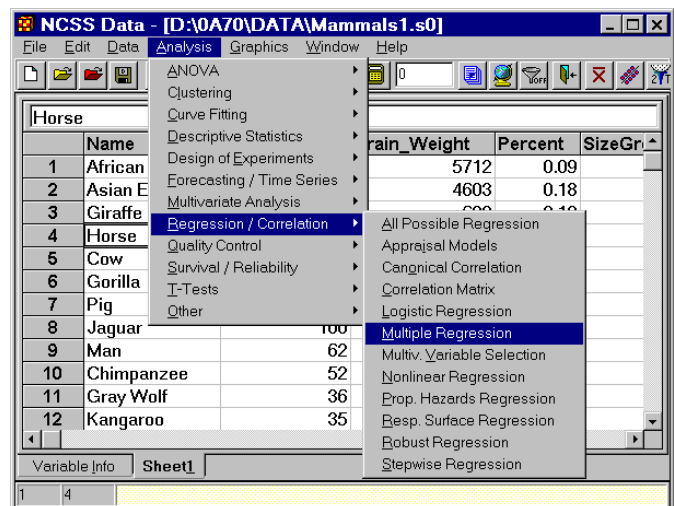 NCSS Data - [D:\0A70\DATA\Mammals1.s0]
File Edit Data Analysis Graphics Window Help
0
ANOVA
Clustering
Curve Fitting
Descriptive Statistics
Design of Experiments
Forecasting / Time Series
Multivariate Analysis
Regression / Correlation
Quality Control
Survival / Reliability
T-Tests
Other
All Possible Regression
Appraisal Models
Canonical Correlation
Correlation Matrix
Logistic Regression
Multiple Regression
Multiv. Variable Selection
Nonlinear Regression
Prop. Hazards Regression
Resp. Surface Regression
Robust Regression
Stepwise Regression
Horse
Name rain_Weight Percent SizeGr
1 African 5712 0.09
2 Asian E 4603 0.18
3 Giraffe
4 Horse
5 Cow
6 Gorilla
7 Pig
8 Jaguar 100
9 Man 62
10 Chimpanzee 52
11 Gray Wolf 36
12 Kangaroo 35
Variable Info Sheet1
1 4